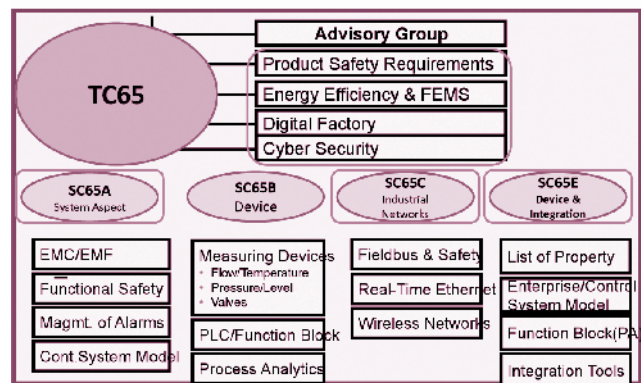 TC65
Advisory Group
Product Safety Requirements
Energy Efficiency & FEMS
Digital Factory
Cyber Security
SC65A
System Aspect
SC65B
Device
SC65C
Industrial
Networks
SC65E
Device &
Integration
EMC/EMF
Functional Safety
Magmt. of Alarms
Cont System Model
Measuring Devices
• Flow/Temperature
• Pressure/Level
• Valves
PLC/Function Block
Process Analytics
Fieldbus & Safety
Real-Time Ethernet
Wireless Networks
List of Property
Enterprise/Control
System Model
Function Block(PA)
Integration Tools